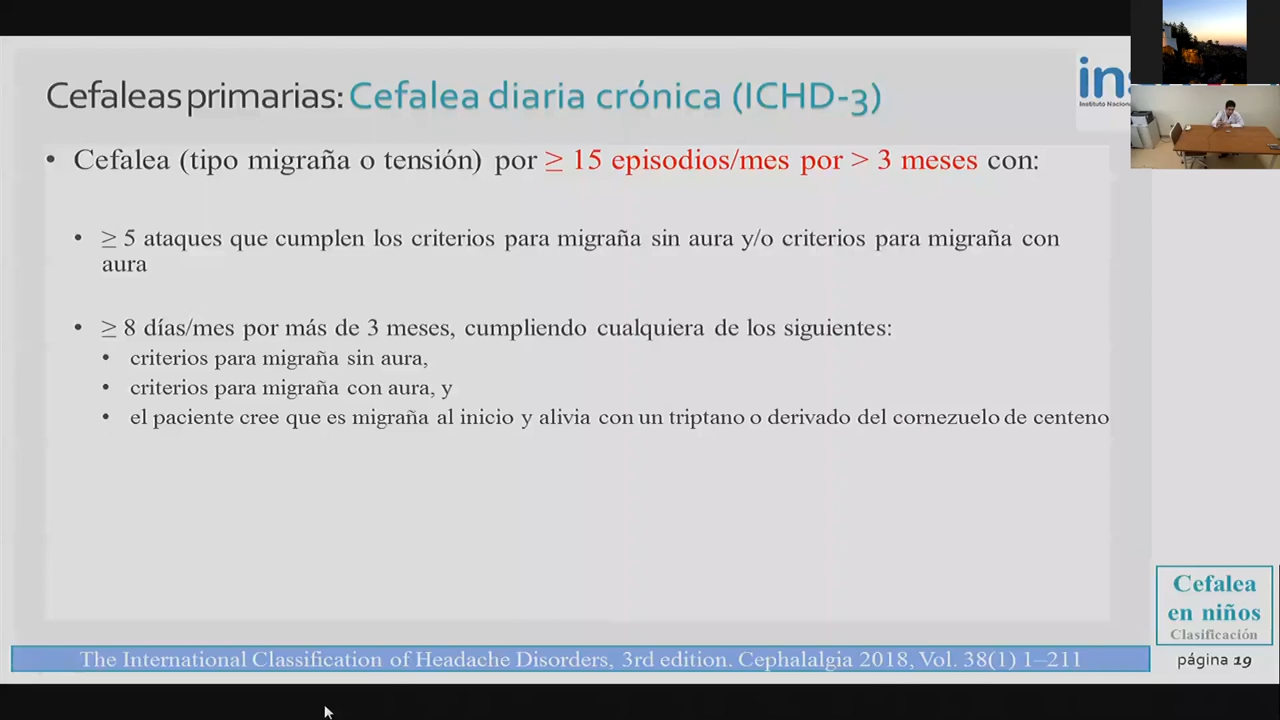 Cefaleas primarias: Cefalea diaria crónica (ICHD-3)
• Cefalea (tipo migraña o tensión) por ≥ 15 episodios/mes por > 3 meses con:
• ≥ 5 ataques que cumplen los criterios para migraña sin aura y/o criterios para migraña con
aura
• ≥ 8 días/mes por más de 3 meses, cumpliendo cualquiera de los siguientes:
• criterios para migraña sin aura,
• criterios para migraña con aura, y
• el paciente cree que es migraña al inicio y alivia con un triptano o derivado del cornezuelo de centeno
Instituto
Cefalea
en niños
Clasificación
The International Classification of Headache Disorders, 3rd edition. Cephalalgia 2018, Vol. 38(1) 1–211
página 19